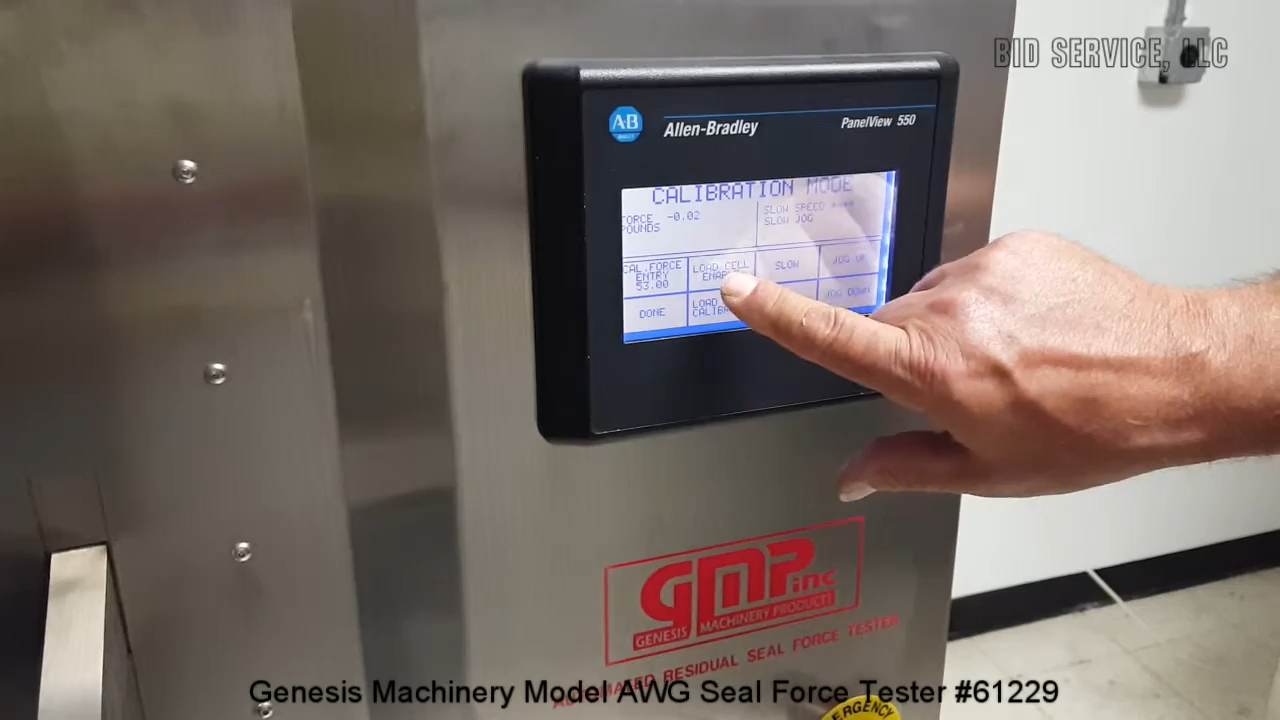 BID SERVICE, LLC
A-B
Allen-Bradley
PanelView 550
CALIBRATION MODE
FORCE -0.02
POUNDS
SLOW SPEED
SLOW JOG
CAL.FORCE
ENTRY
53.00
LOAD CELL
SLOW
JOG UP
DONE
LOAD
JOG DOWN
GMP inc
GENESIS MACHINERY PRODUCTS
RESIDUAL SEAL FORCE TESTER
Genesis Machinery Model AWG Seal Force Tester #61229